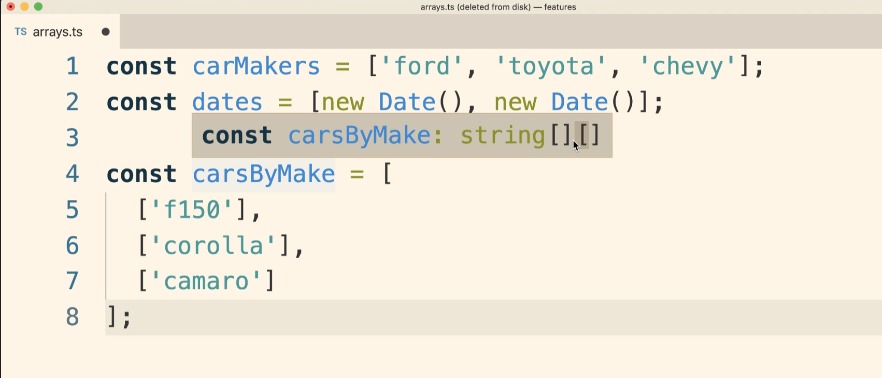 arrays.ts (deleted from disk) — features
TS arrays.ts ●
1 const carMakers = ['ford', 'toyota', 'chevy'];
2 const dates = [new Date(), new Date()];
const carsByMake: string[][]
3
4 const carsByMake = [
5 ['f150'],
6 ['corolla'],
7 ['camaro']
8 ];